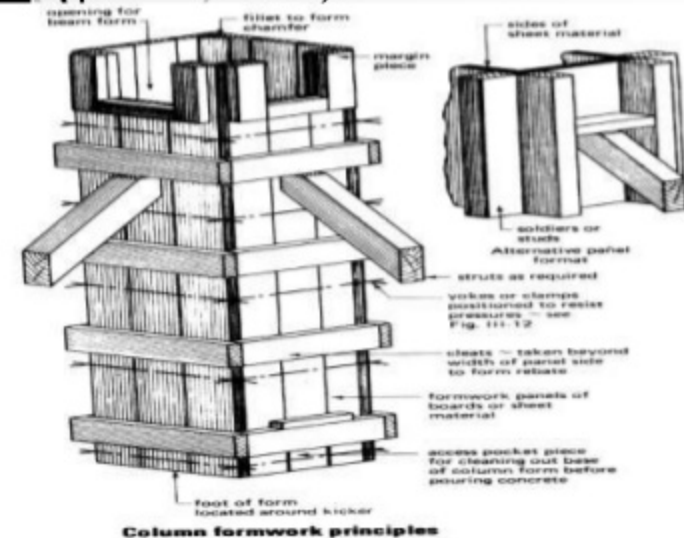 opening for
beam form
fillet to form
chamfer
margin
piece
sides of
sheet material
soldiers or
studs
Alternative panel
format
struts as required
yokes or clamps
positioned to resist
pressures – see
Fig. III-12
cleats – taken beyond
width of panel side
to form rebate
formwork panels of
boards or sheet
material
access pocket piece
for cleaning out base
of column form before
pouring concrete
foot of form
located around kicker
Column formwork principles